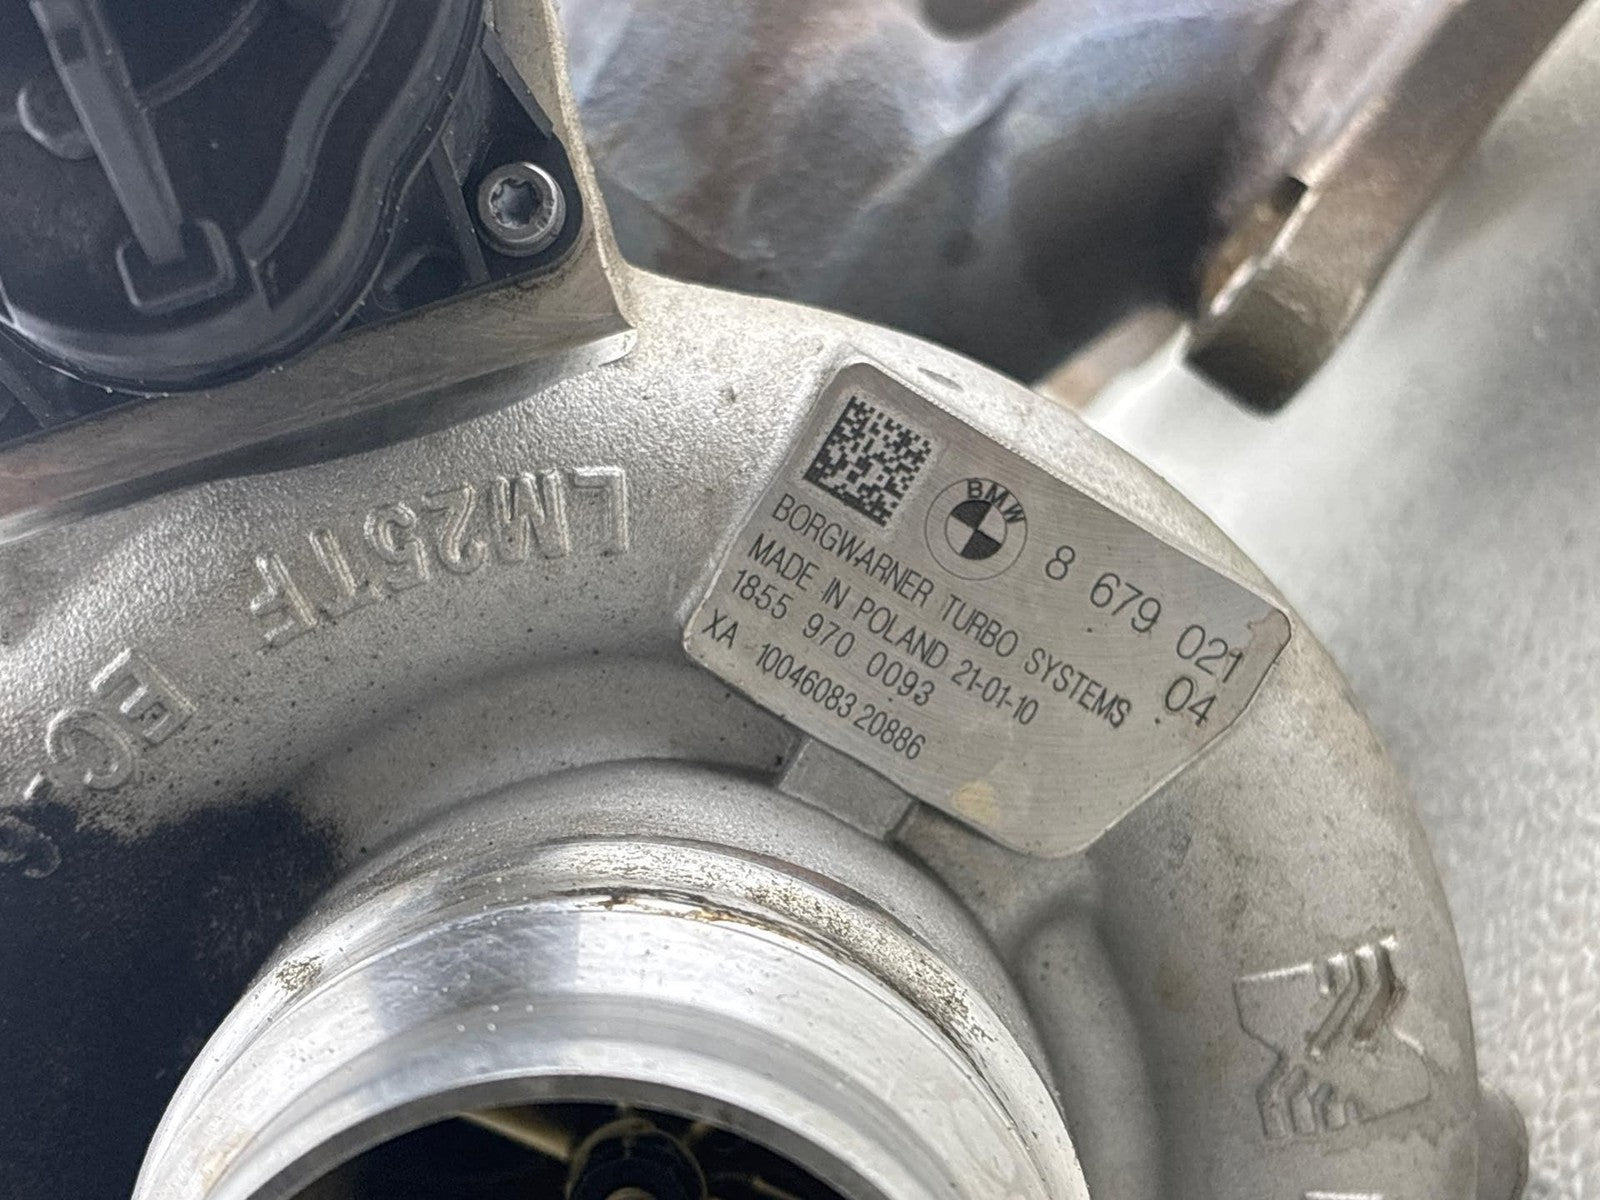 BMW
8 679 021
04
BORGWARNER TURBO SYSTEMS
MADE IN POLAND 21-01-10
1855 970 0093
XA 10046083 20886
LM25TF
EC